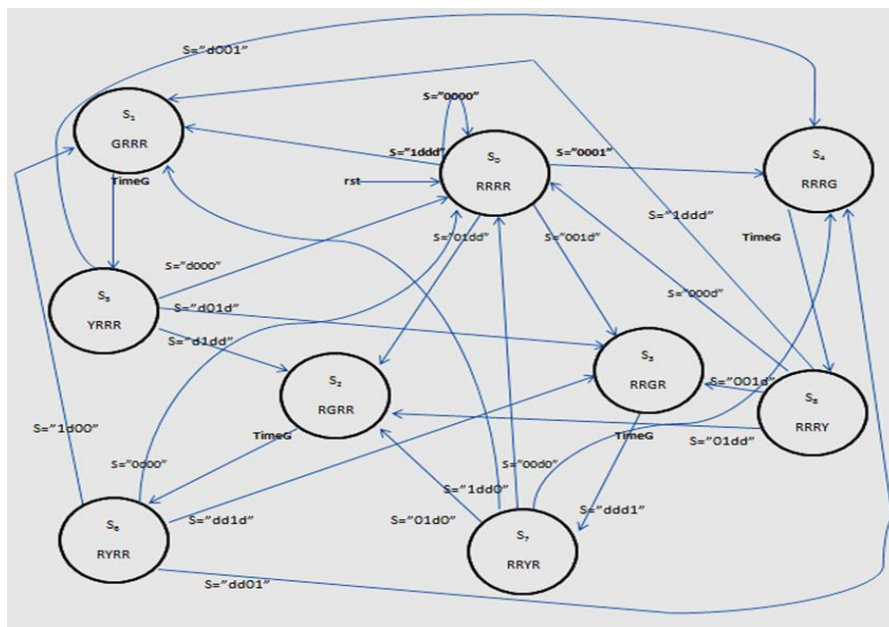 S="d001"
S="0000"
S₁
GRRR
S="1ddd"
S₀
RRRR
S="0001"
S₄
RRRG
TimeG
rst
S="1ddd"
S="01dd"
S="001d"
TimeG
S="d000"
S₅
YRRR
S="d01d"
S="000d"
S="d1dd"
S₂
RGRR
S₃
RRGR
S="001d"
S₈
RRRY
S="1d00"
TimeG
TimeG
S="01dd"
S="0d00"
S="00d0"
S="1dd0"
S₆
RYRR
S="dd1d"
S="01d0"
S₇
RRYR
S="ddd1"
S="dd01"